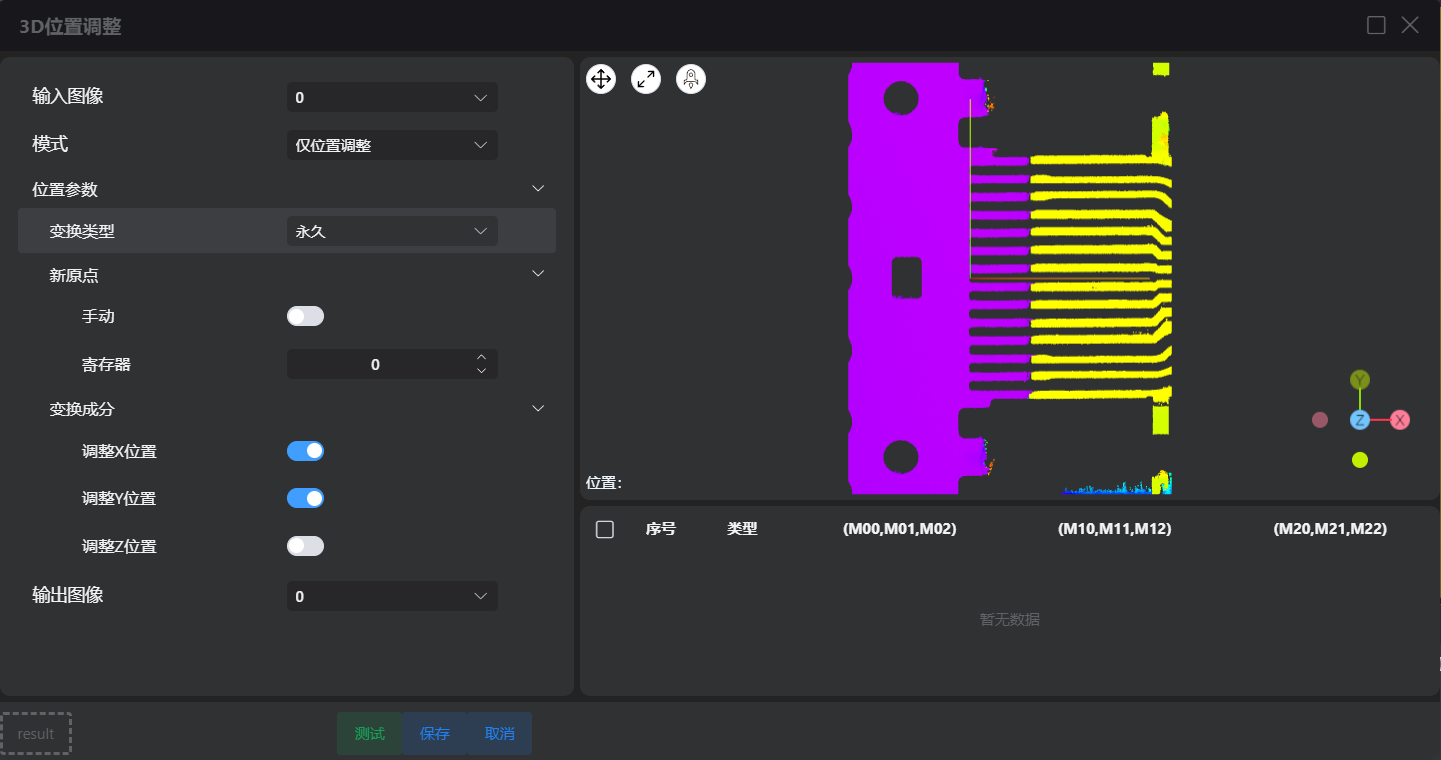 3D位置调整
输入图像 0
模式 仅位置调整
位置参数
变换类型 永久
新原点
手动
寄存器 0
变换成分
调整X位置
调整Y位置
调整Z位置
输出图像 0
Y
Z X
位置：
序号 类型 (M00,M01,M02) (M10,M11,M12) (M20,M21,M22)
暂无数据
result 测试 保存 取消